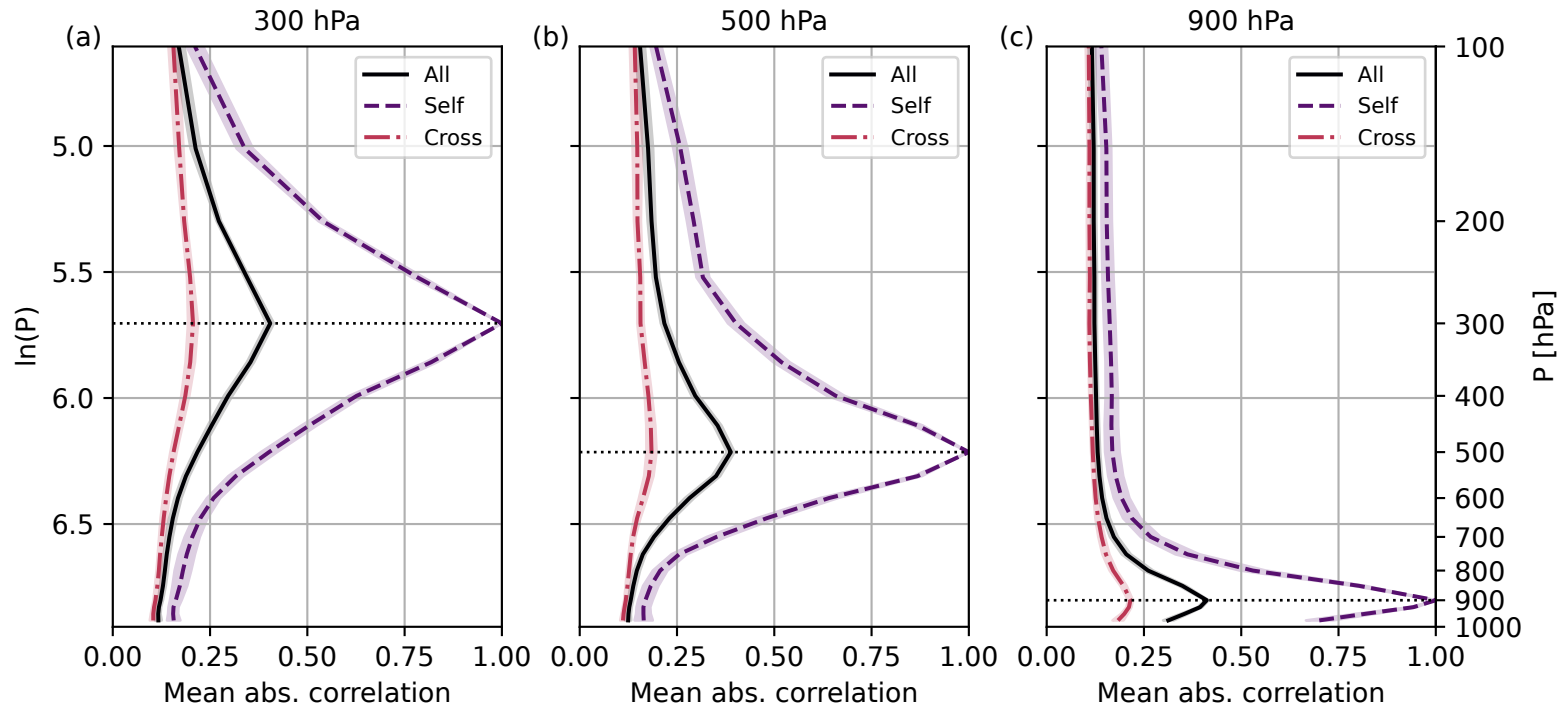 (a)
300 hPa
All
Self
Cross
5.0
5.5
6.0
6.5
ln(P)
0.00
0.25
0.50
0.75
1.00
Mean abs. correlation
(b)
500 hPa
All
Self
Cross
0.00
0.25
0.50
0.75
1.00
Mean abs. correlation
(c)
900 hPa
All
Self
Cross
100
200
300
400
500
600
700
800
900
1000
P [hPa]
0.00
0.25
0.50
0.75
1.00
Mean abs. correlation